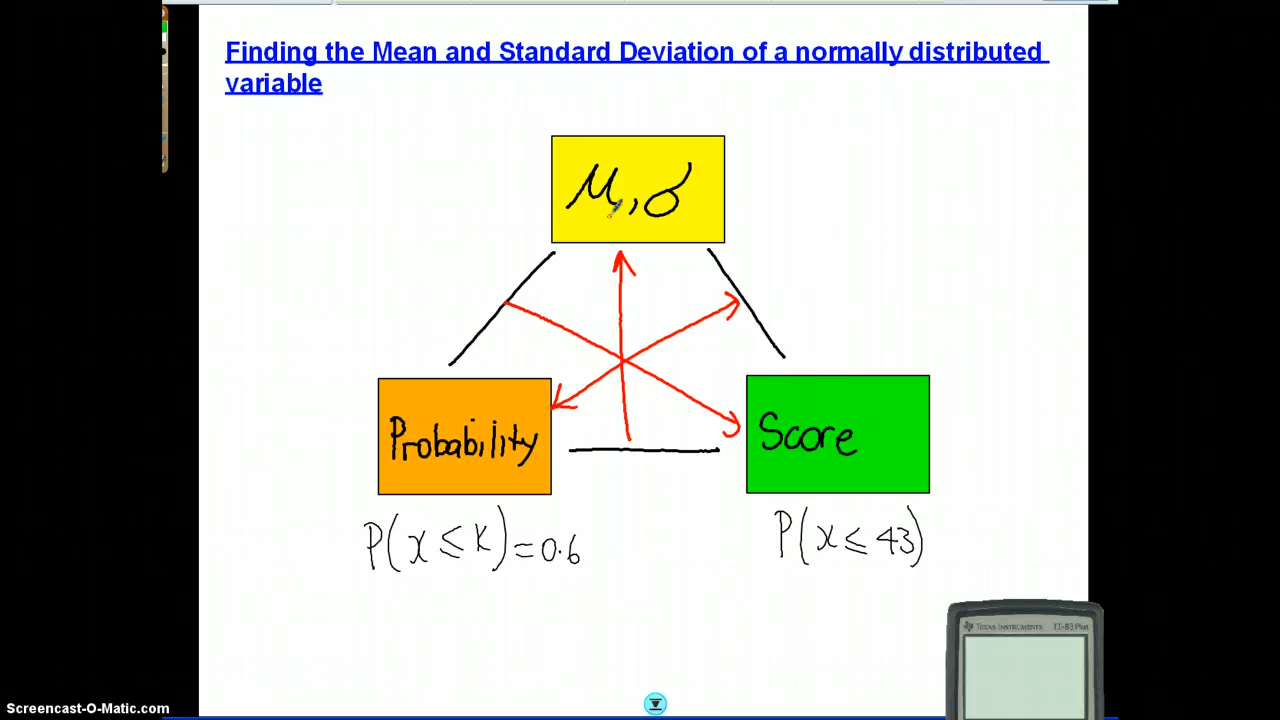 Finding the Mean and Standard Deviation of a normally distributed
variable
μ, σ
Probability
Score
P(x ≤ k) = 0.6
P(x ≤ 43)
TEXAS INSTRUMENTS TI-83 Plus
Screencast-O-Matic.com